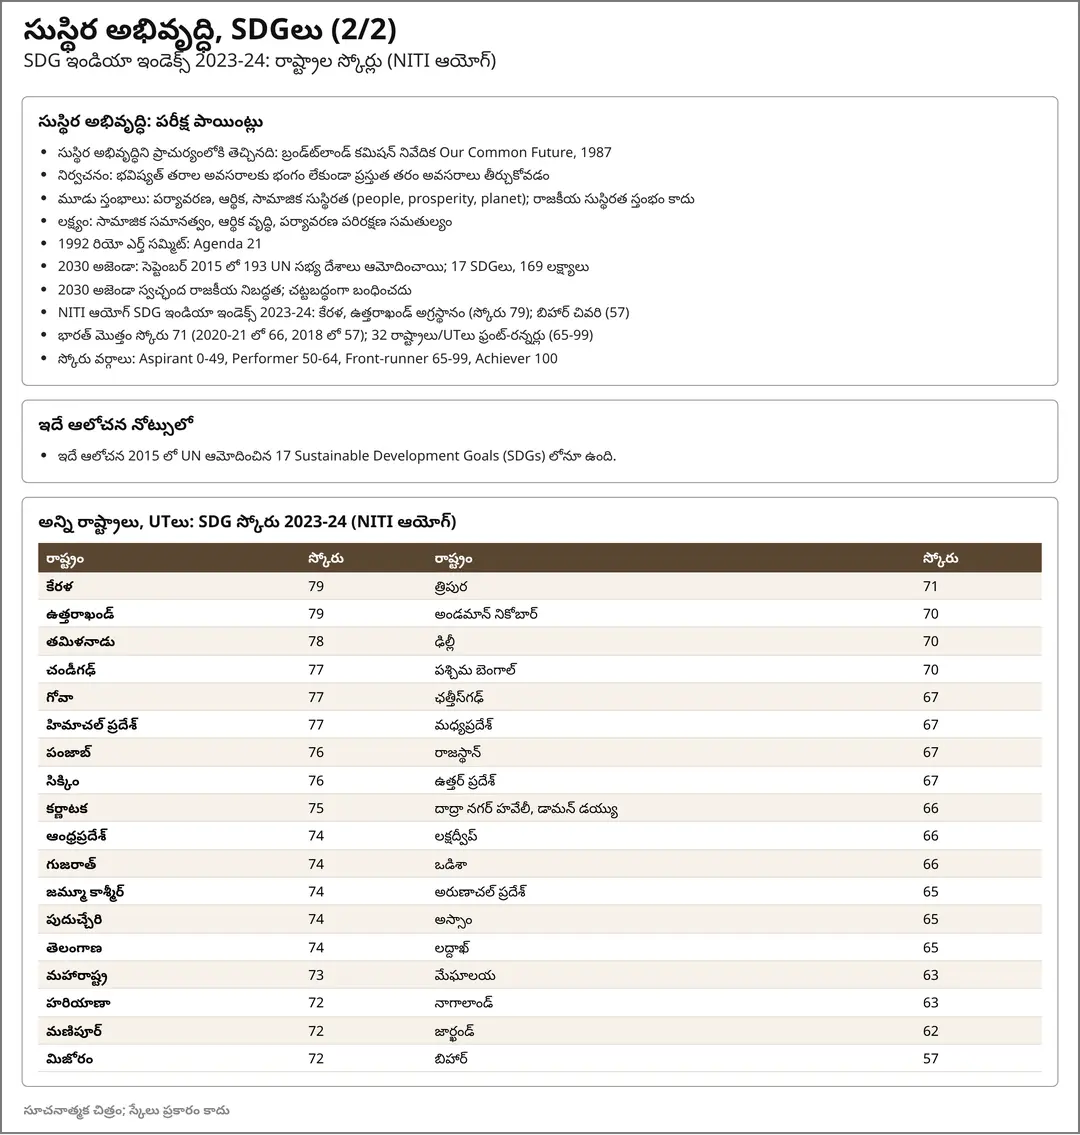 సుస్థిర అభివృద్ధి, SDGలు (2/2)
SDG ఇండియా ఇండెక్స్ 2023-24: రాష్ట్రాల స్కోర్లు (NITI ఆయోగ్)
సుస్థిర అభివృద్ధి: పరీక్ష పాయింట్లు
• సుస్థిర అభివృద్ధిని ప్రాచుర్యంలోకి తెచ్చినది: బ్రండ్ట్‌లాండ్ కమిషన్ నివేదిక Our Common Future, 1987
• నిర్వచనం: భవిష్యత్ తరాల అవసరాలకు భంగం లేకుండా ప్రస్తుత తరం అవసరాలు తీర్చుకోవడం
• మూడు స్తంభాలు: పర్యావరణ, ఆర్థిక, సామాజిక సుస్థిరత (people, prosperity, planet); రాజకీయ సుస్థిరత స్తంభం కాదు
• లక్ష్యం: సామాజిక సమానత్వం, ఆర్థిక వృద్ధి, పర్యావరణ పరిరక్షణ సమతుల్యం
• 1992 రియో ఎర్త్ సమ్మిట్: Agenda 21
• 2030 అజెండా: సెప్టెంబర్ 2015 లో 193 UN సభ్య దేశాలు ఆమోదించాయి; 17 SDGలు, 169 లక్ష్యాలు
• 2030 అజెండా స్వచ్ఛంద రాజకీయ నిబద్ధత; చట్టబద్ధంగా బంధించదు
• NITI ఆయోగ్ SDG ఇండియా ఇండెక్స్ 2023-24: కేరళ, ఉత్తరాఖండ్ అగ్రస్థానం (స్కోరు 79); బిహార్ చివరి (57)
• భారత్ మొత్తం స్కోరు 71 (2020-21 లో 66, 2018 లో 57); 32 రాష్ట్రాలు/UTలు ఫ్రంట్-రన్నర్లు (65-99)
• స్కోరు వర్గాలు: Aspirant 0-49, Performer 50-64, Front-runner 65-99, Achiever 100
ఇదే ఆలోచన నోట్సులో
• ఇదే ఆలోచన 2015 లో UN ఆమోదించిన 17 Sustainable Development Goals (SDGs) లోనూ ఉంది.
అన్ని రాష్ట్రాలు, UTలు: SDG స్కోరు 2023-24 (NITI ఆయోగ్)
రాష్ట్రం స్కోరు రాష్ట్రం స్కోరు
కేరళ 79 త్రిపుర 71
ఉత్తరాఖండ్ 79 అండమాన్ నికోబార్ 70
తమిళనాడు 78 ఢిల్లీ 70
చండీగఢ్ 77 పశ్చిమ బెంగాల్ 70
గోవా 77 ఛత్తీస్‌గఢ్ 67
హిమాచల్ ప్రదేశ్ 77 మధ్యప్రదేశ్ 67
పంజాబ్ 76 రాజస్థాన్ 67
సిక్కిం 76 ఉత్తర్ ప్రదేశ్ 67
కర్ణాటక 75 దాద్రా నగర్ హవేలీ, డామన్ డయ్యు 66
ఆంధ్రప్రదేశ్ 74 లక్షద్వీప్ 66
గుజరాత్ 74 ఒడిశా 66
జమ్మూ కాశ్మీర్ 74 అరుణాచల్ ప్రదేశ్ 65
పుదుచ్చేరి 74 అస్సాం 65
తెలంగాణ 74 లద్దాఖ్ 65
మహారాష్ట్ర 73 మేఘాలయ 63
హరియాణా 72 నాగాలాండ్ 63
మణిపూర్ 72 జార్ఖండ్ 62
మిజోరం 72 బిహార్ 57
సూచనాత్మక చిత్రం; స్కేలు ప్రకారం కాదు